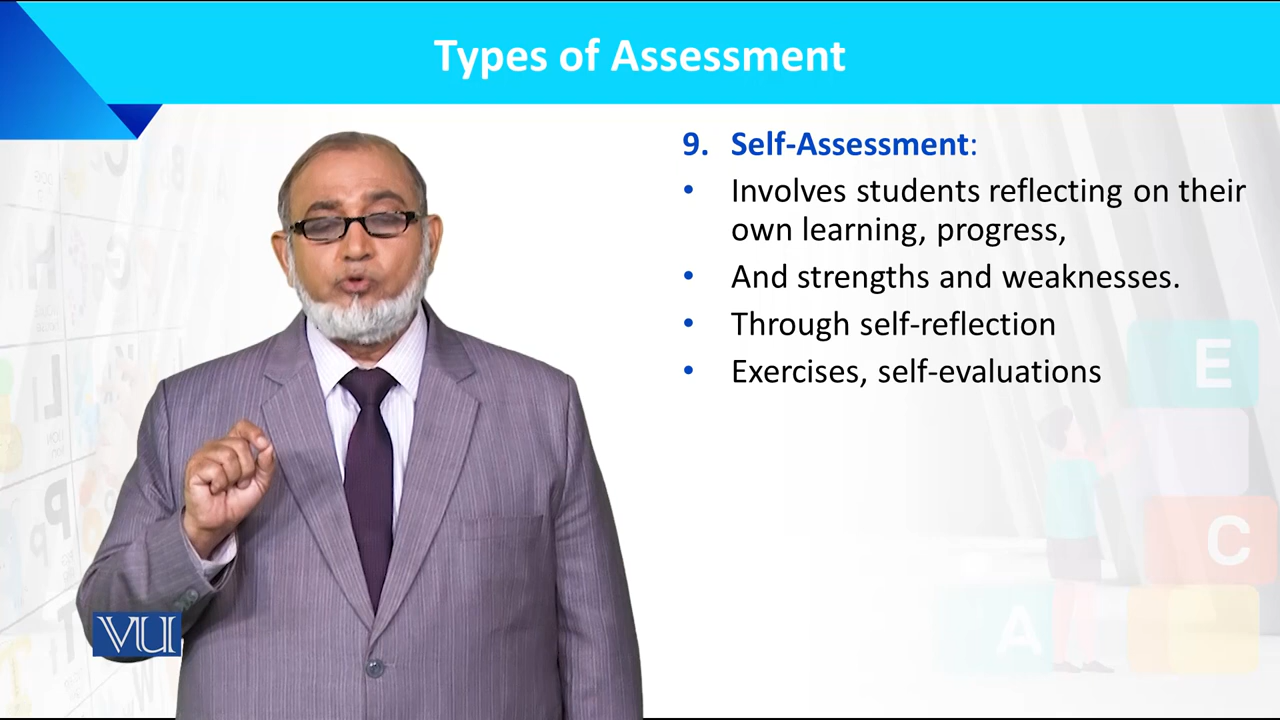 Types of Assessment
9. Self-Assessment:
• Involves students reflecting on their
own learning, progress,
• And strengths and weaknesses.
• Through self-reflection
• Exercises, self-evaluations
E
C
A
VU